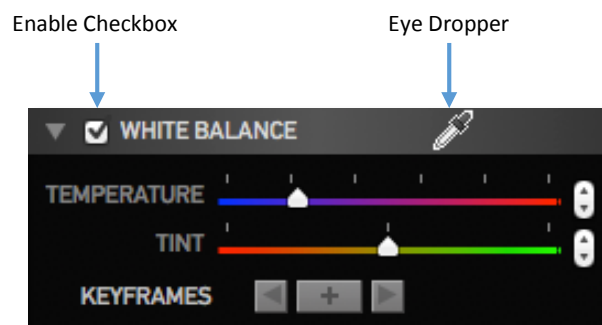 Enable Checkbox Eye Dropper
WHITE BALANCE
TEMPERATURE
TINT
KEYFRAMES +